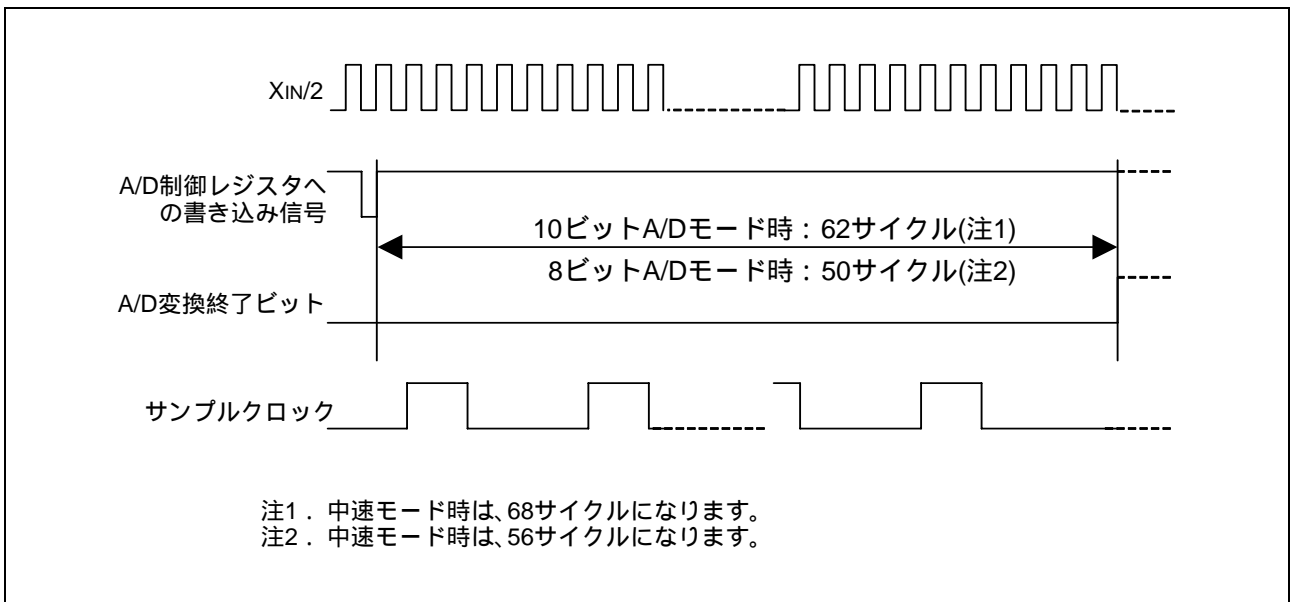 XIN/2
A/D制御レジスタへ
の書き込み信号
10ビットA/Dモード時：62サイクル(注1)
8ビットA/Dモード時：50サイクル(注2)
A/D変換終了ビット
サンプルクロック
注1．中速モード時は、68サイクルになります。
注2．中速モード時は、56サイクルになります。